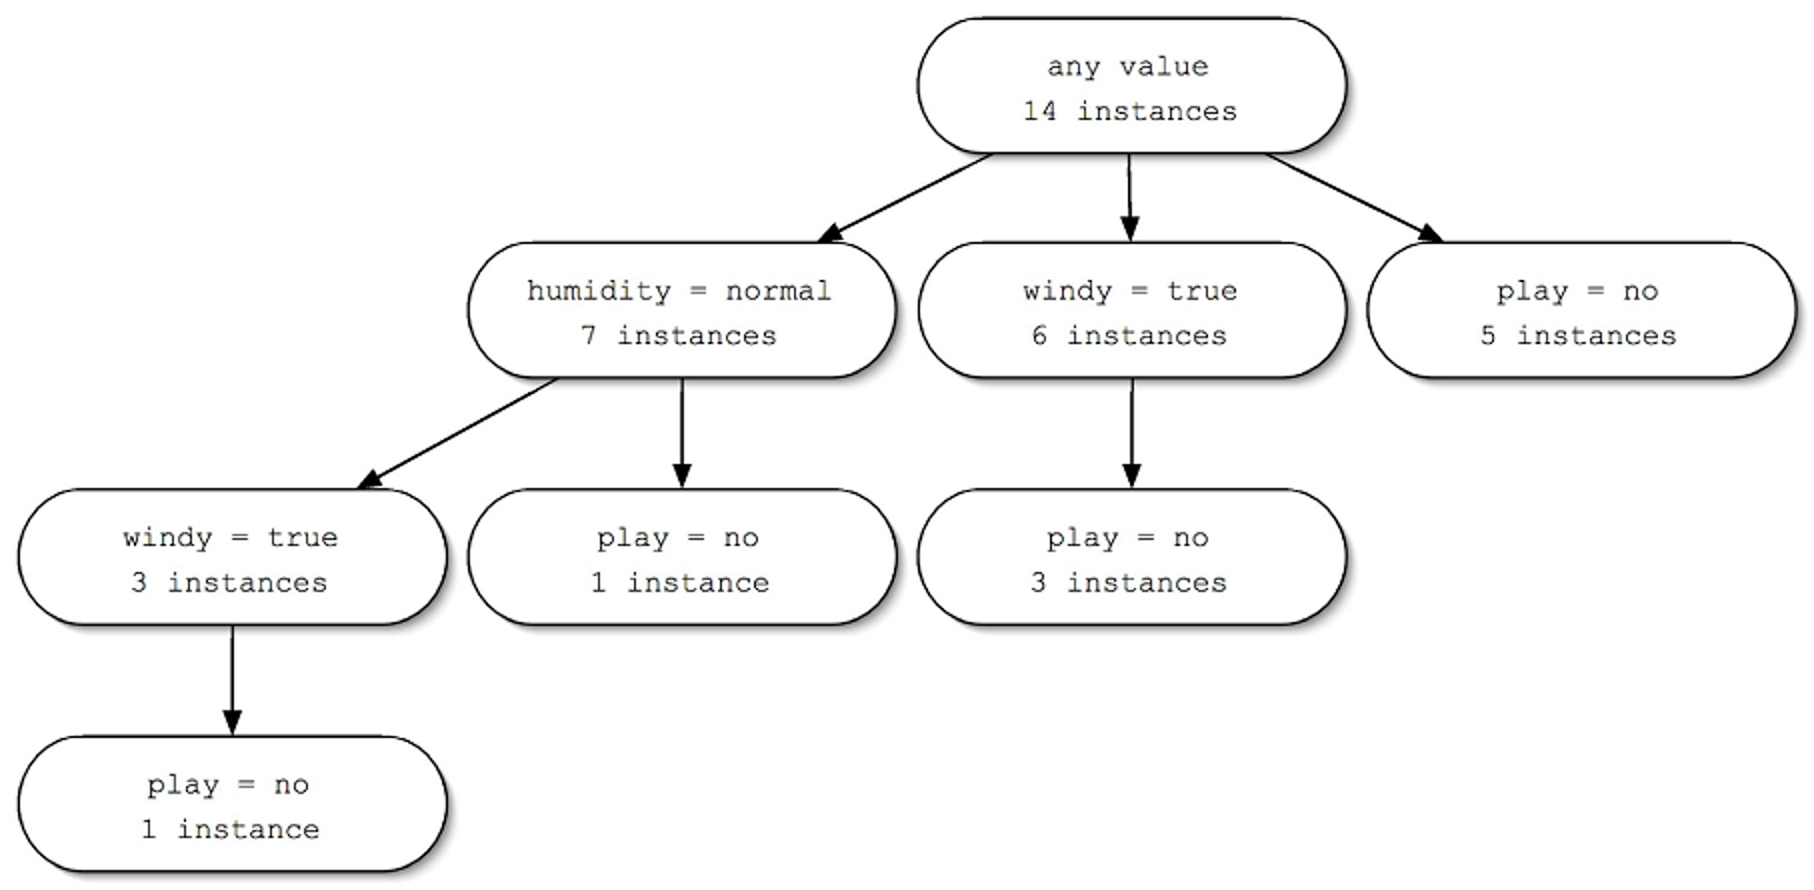 any value
14 instances
humidity = normal
7 instances
windy = true
6 instances
play = no
5 instances
windy = true
3 instances
play = no
1 instance
play = no
3 instances
play = no
1 instance